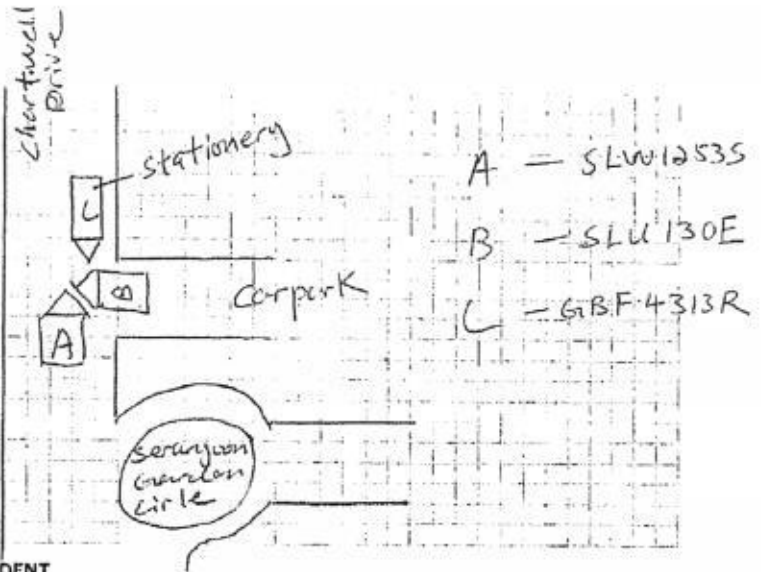 Chartwell
Drive
stationery
A — SLW1253S
B — SLU130E
C — GBF4313R
C
B
A
carpark
Serangoon
Garden
Circle
DENT